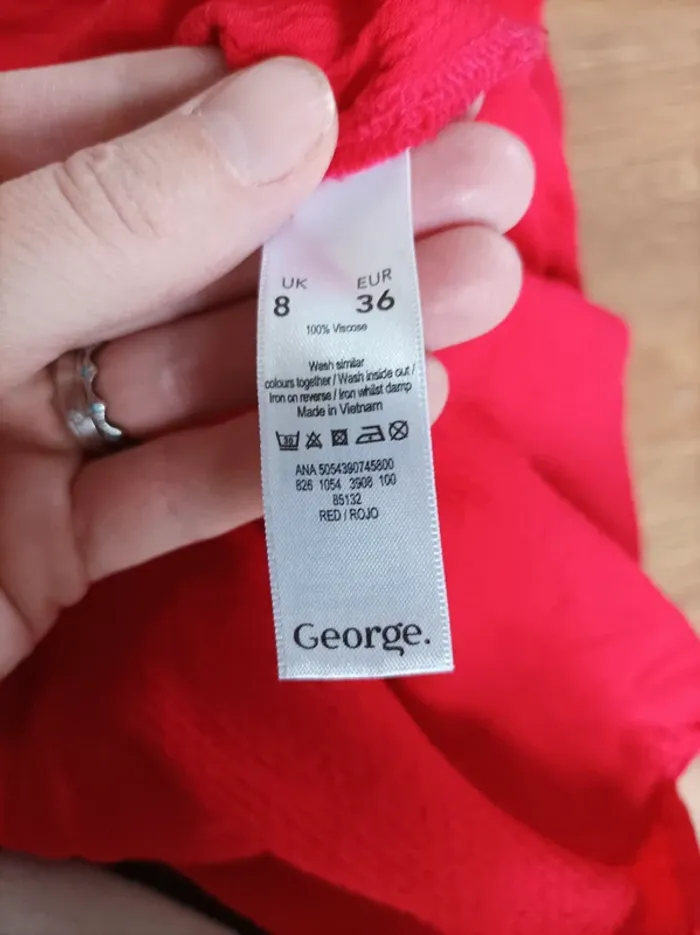 UK EUR
8 36
100% Viscose
Wash similar
colours together / Wash inside out /
Iron on reverse / Iron whilst damp
Made in Vietnam
30
ANA 5054390745800
826 1054 3908 100
85132
RED / ROJO
George.